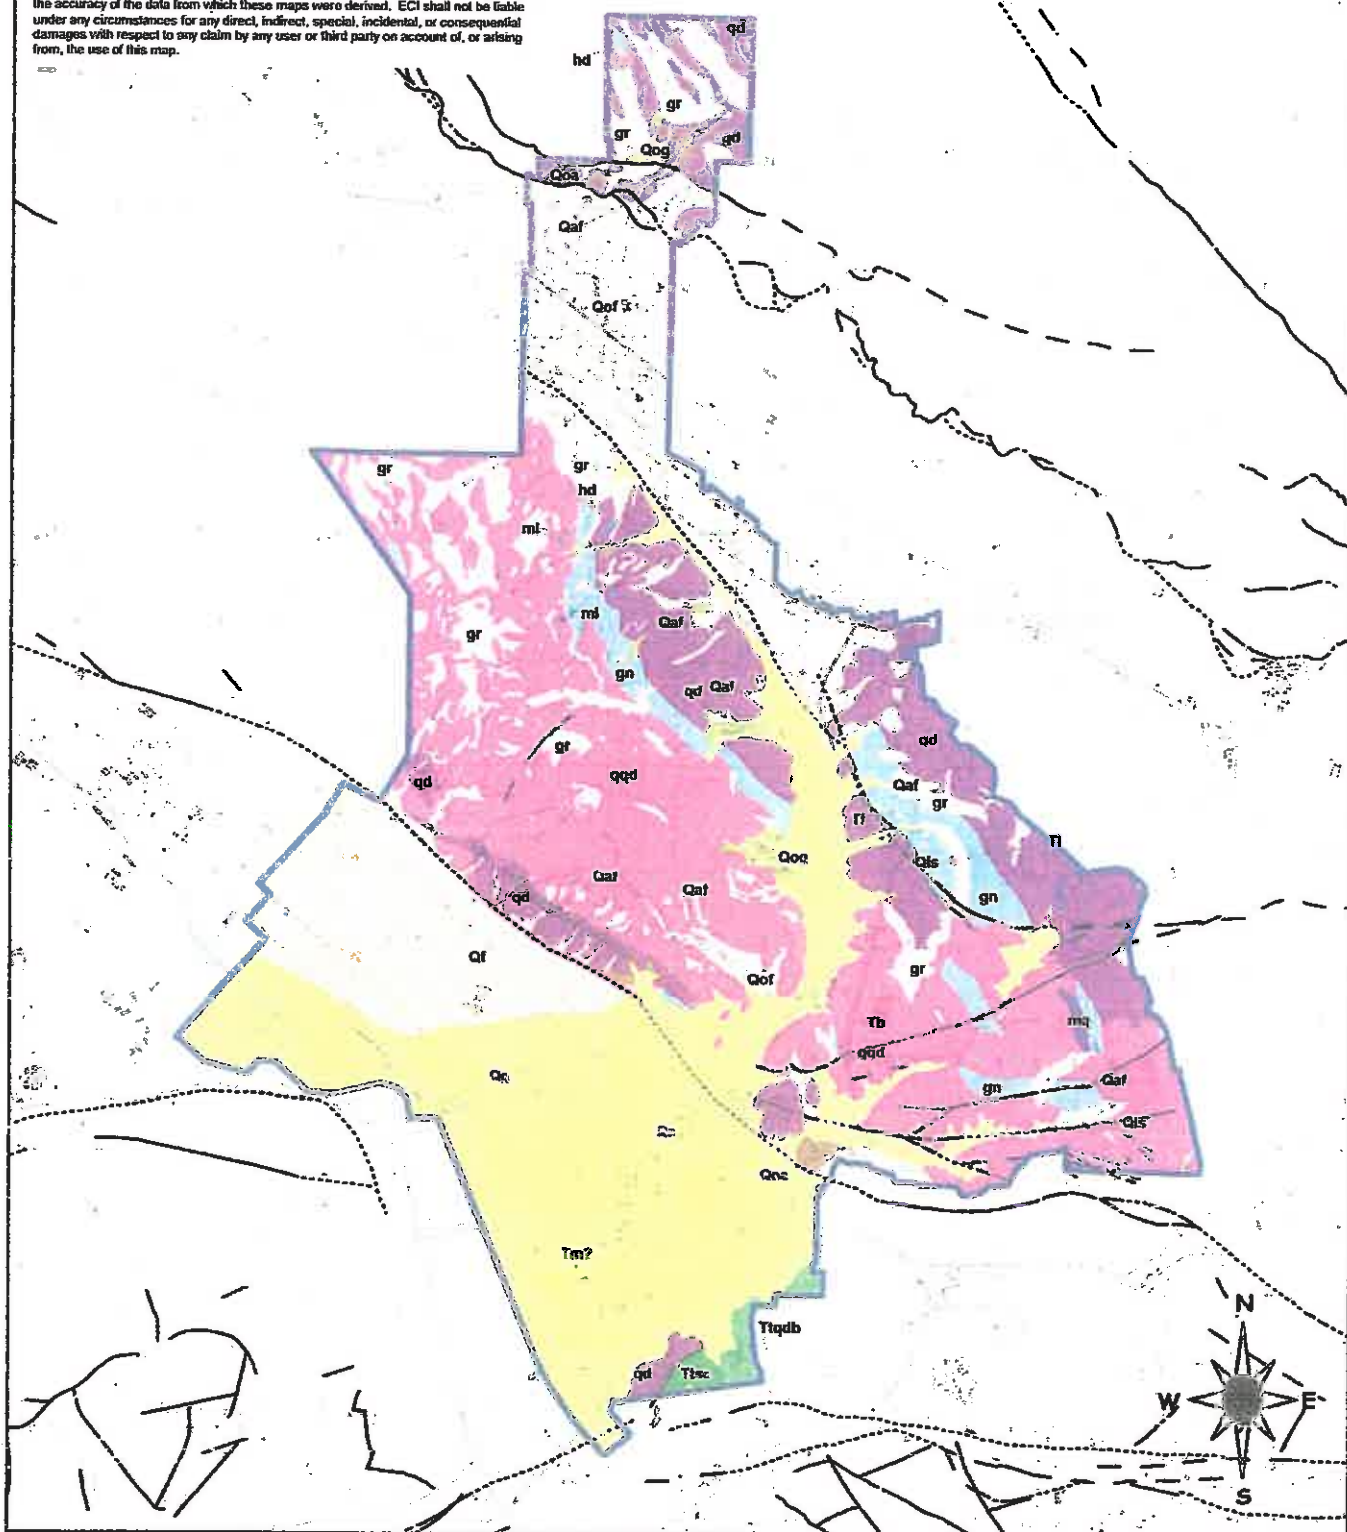 the accuracy of the data from which these maps were derived. ECI shall not be liable
under any circumstances for any direct, indirect, special, incidental, or consequential
damages with respect to any claim by any user or third party on account of, or arising
from, the use of this map.
qd
hd
gr
gr
qd
Qog
Qoa
Qaf
Qof
gr
gr
hd
ml
ml
Qaf
gr
gn
qd Qaf
qd
gr
qqd
qd
Qaf
gr
Tl
Qoc
Qls
Qaf
Qaf
gn
qd
Qf
gr
Qof
Tb
mq
qqd
Qaf
gn
Qls
Tm?
Ttqdb
qd
Ttsc
N
W
E
S